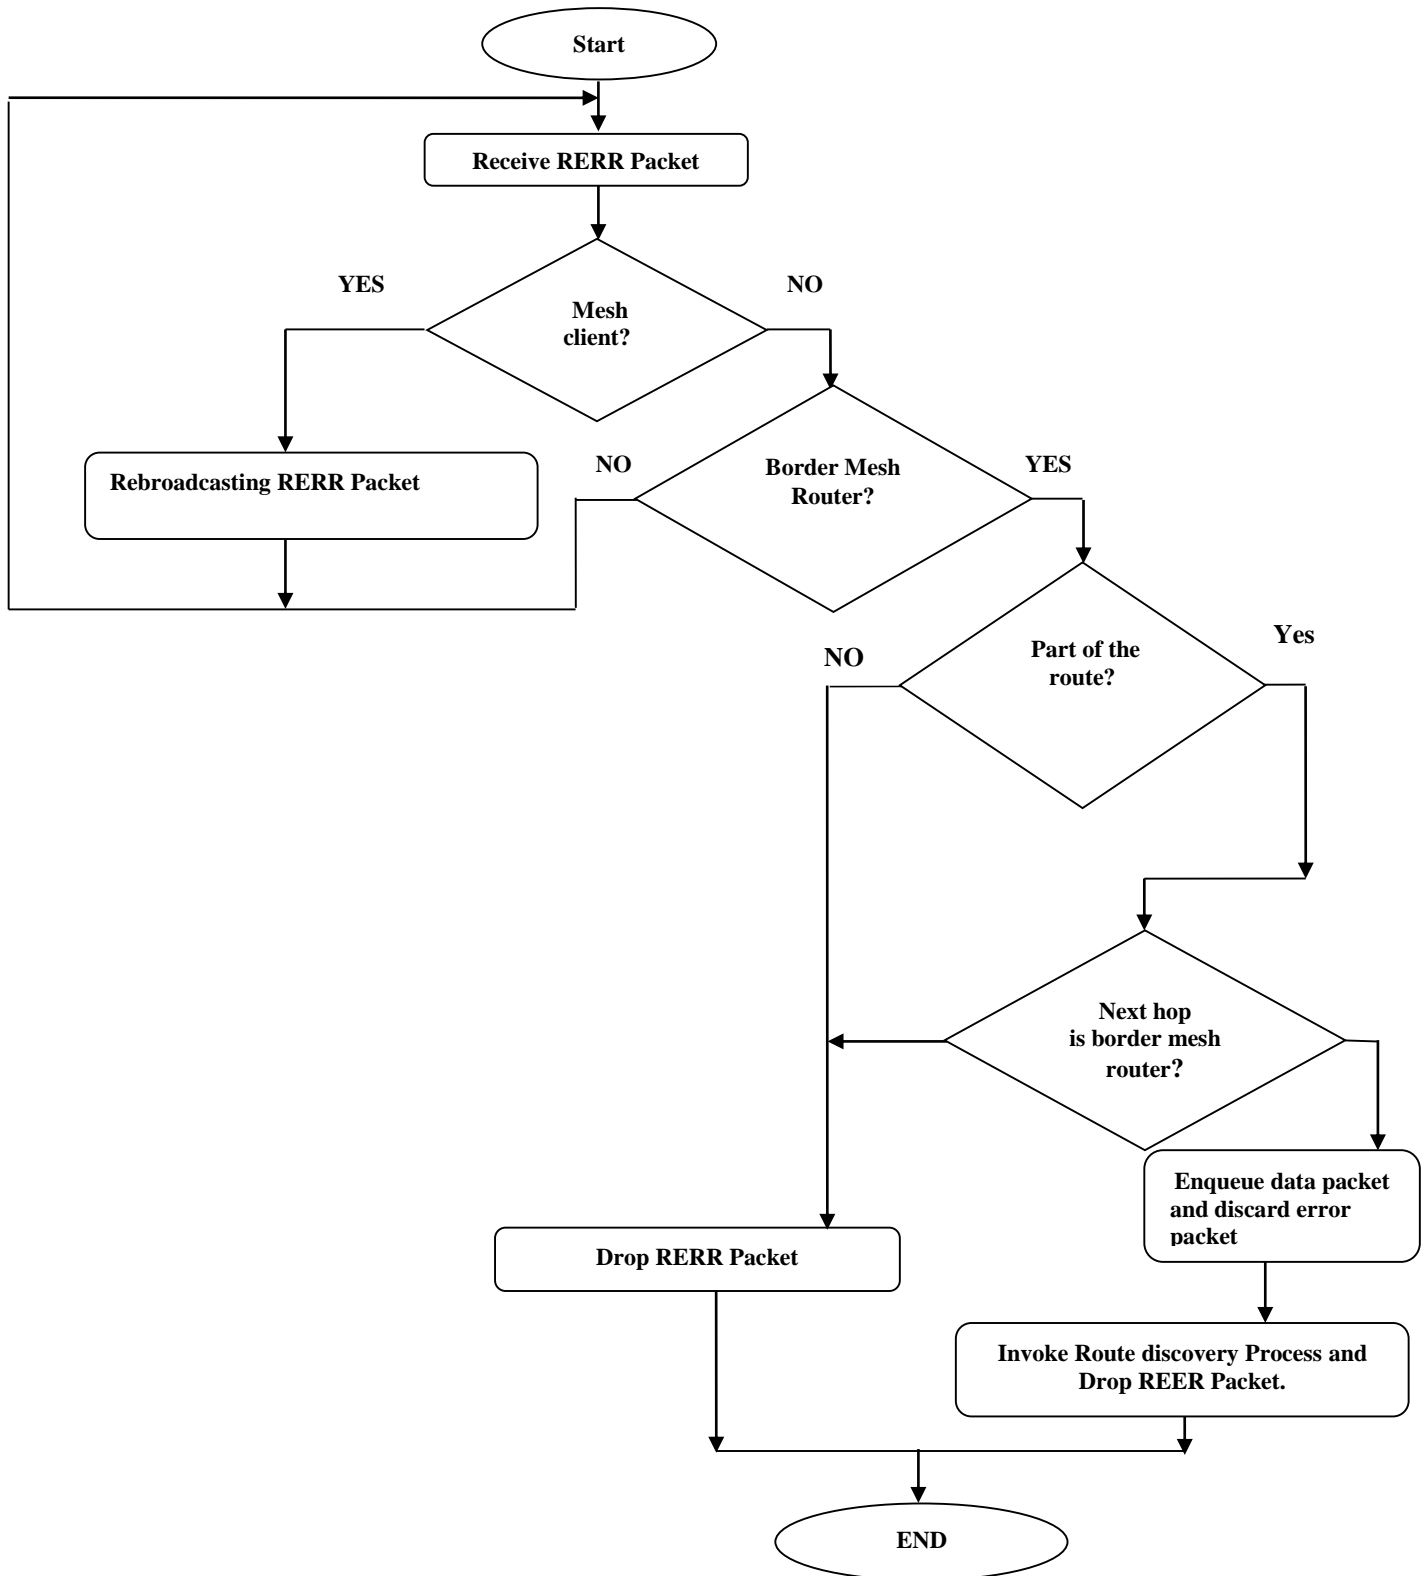 Start
Receive RERR Packet
YES
NO
Mesh
client?
Rebroadcasting RERR Packet
NO
Border Mesh
Router?
YES
NO
Part of the
route?
Yes
Next hop
is border mesh
router?
Enqueue data packet
and discard error
packet
Drop RERR Packet
Invoke Route discovery Process and
Drop REER Packet.
END